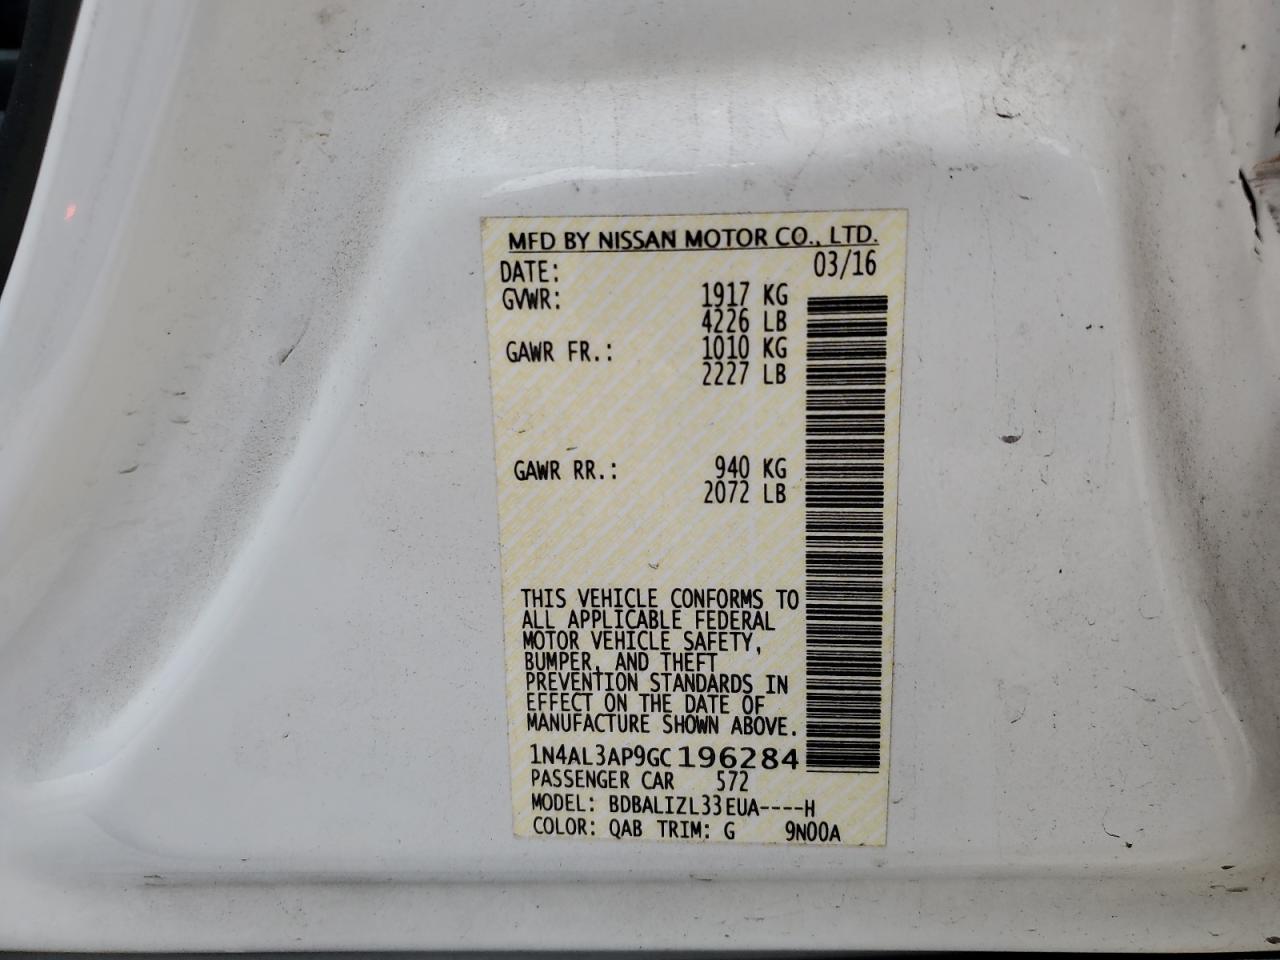 MFD BY NISSAN MOTOR CO., LTD.
DATE: 03/16
GVWR: 1917 KG
4226 LB
GAWR FR.: 1010 KG
2227 LB
GAWR RR.: 940 KG
2072 LB
THIS VEHICLE CONFORMS TO
ALL APPLICABLE FEDERAL
MOTOR VEHICLE SAFETY,
BUMPER, AND THEFT
PREVENTION STANDARDS IN
EFFECT ON THE DATE OF
MANUFACTURE SHOWN ABOVE.
1N4AL3AP9GC196284
PASSENGER CAR 572
MODEL: BDBALIZL33EUA----H
COLOR: QAB TRIM: G 9N00A